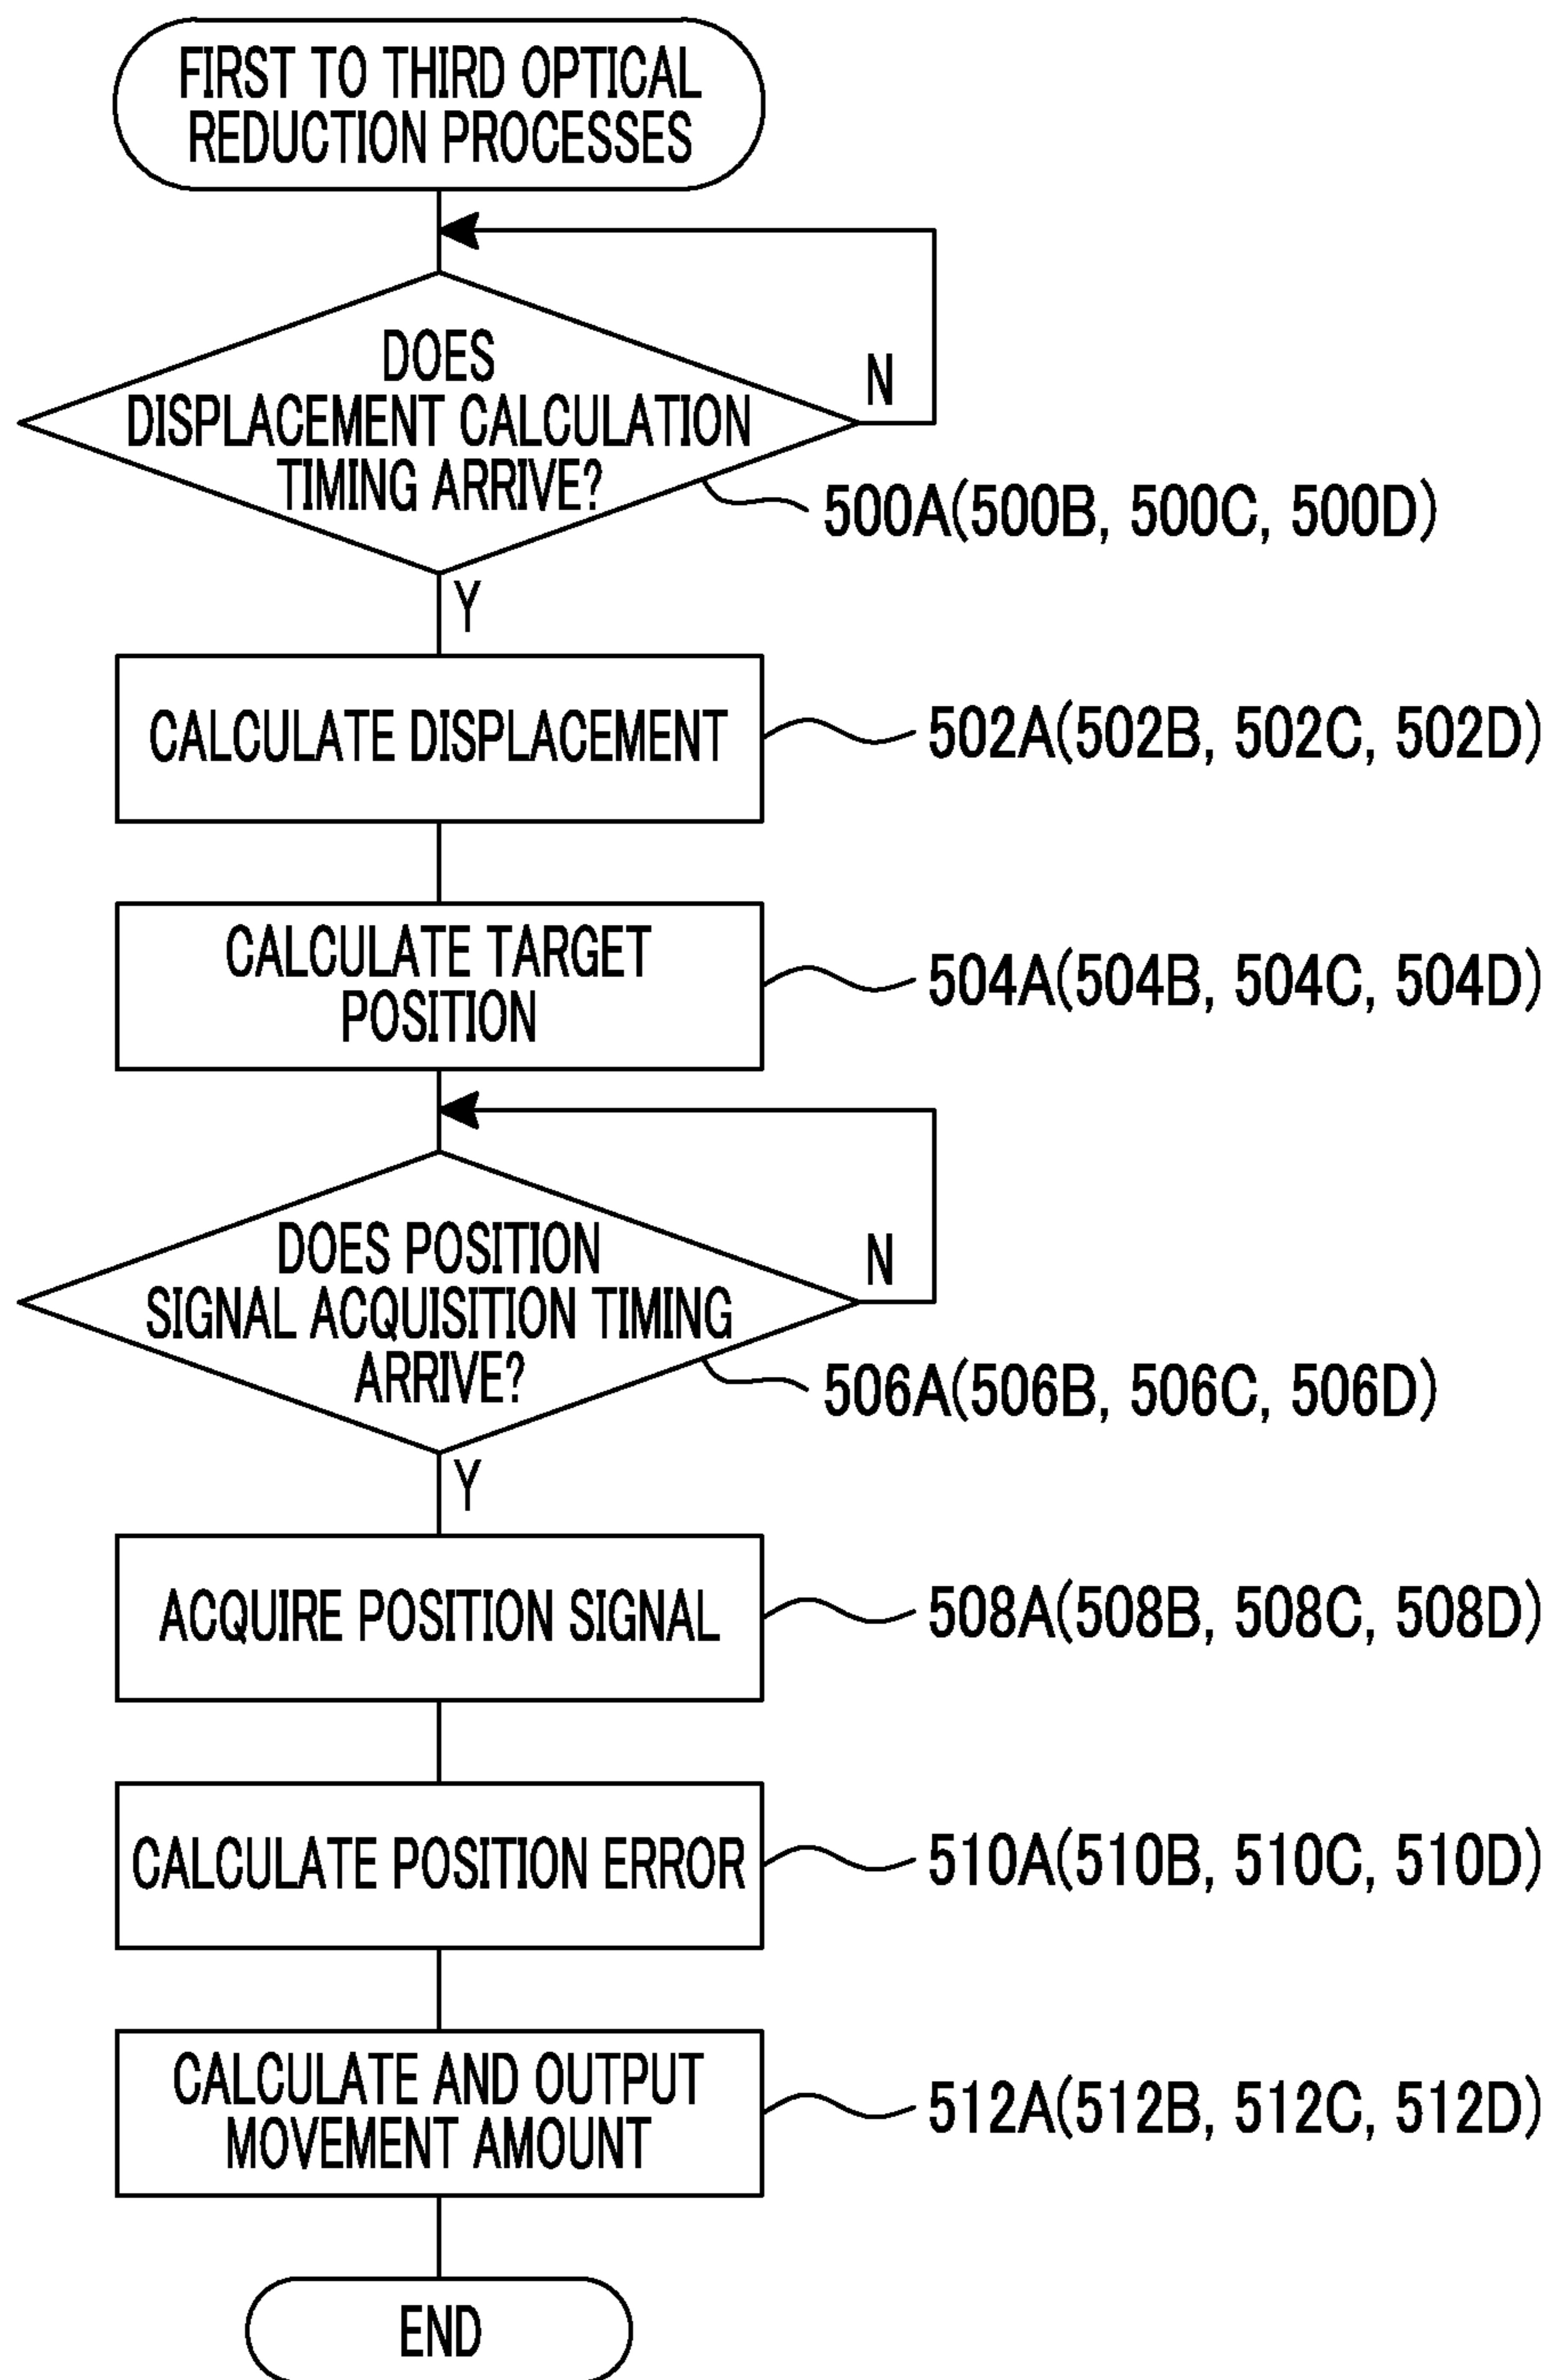 FIRST TO THIRD OPTICAL
REDUCTION PROCESSES
DOES
DISPLACEMENT CALCULATION
TIMING ARRIVE?
N
500A(500B, 500C, 500D)
Y
CALCULATE DISPLACEMENT
502A(502B, 502C, 502D)
CALCULATE TARGET
POSITION
504A(504B, 504C, 504D)
DOES POSITION
SIGNAL ACQUISITION TIMING
ARRIVE?
N
506A(506B, 506C, 506D)
Y
ACQUIRE POSITION SIGNAL
508A(508B, 508C, 508D)
CALCULATE POSITION ERROR
510A(510B, 510C, 510D)
CALCULATE AND OUTPUT
MOVEMENT AMOUNT
512A(512B, 512C, 512D)
END